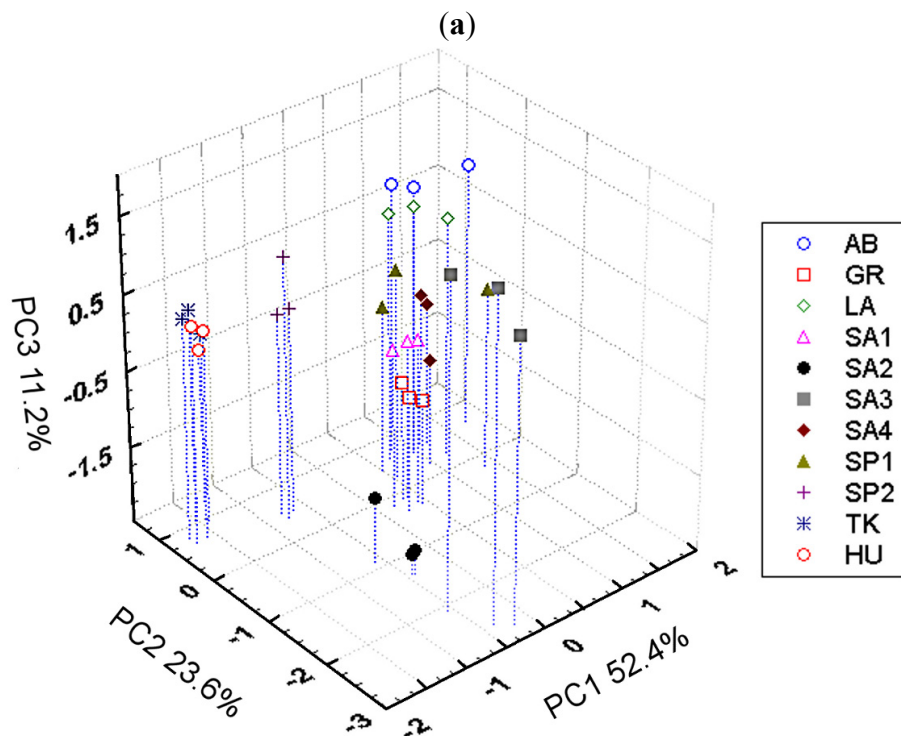 (a)
1.5
0.5
-0.5
-1.5
PC3 11.2%
1
0
-1
-2
-3
PC2 23.6%
-2
-1
0
1
2
PC1 52.4%
AB
GR
LA
SA1
SA2
SA3
SA4
SP1
SP2
TK
HU